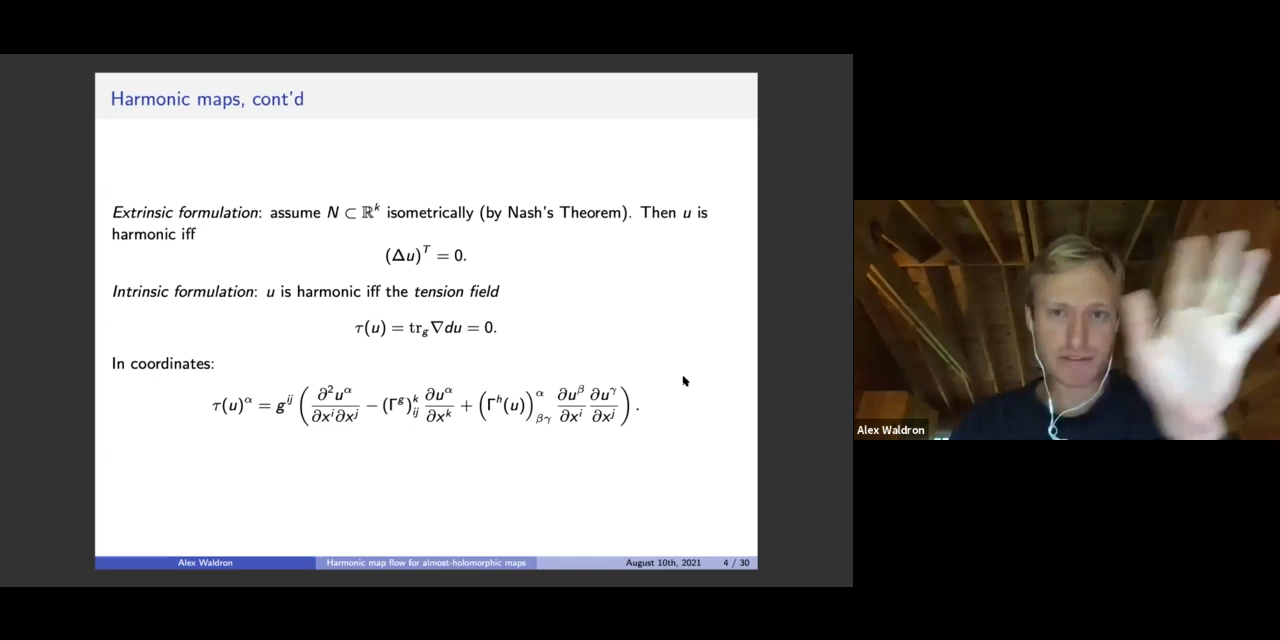 Harmonic maps, cont'd
Extrinsic formulation: assume N ⊂ ℝᵏ isometrically (by Nash's Theorem). Then u is
harmonic iff
(Δu)ᵀ = 0.
Intrinsic formulation: u is harmonic iff the tension field
τ(u) = tr_g ∇du = 0.
In coordinates:
τ(u)^α = g^{ij} ( ∂²u^α/∂x^i∂x^j − (Γ^g)^k_{ij} ∂u^α/∂x^k + (Γ^h(u))^α_{βγ} ∂u^β/∂x^i ∂u^γ/∂x^j ) .
Alex Waldron
Alex Waldron Harmonic map flow for almost-holomorphic maps August 10th, 2021 4 / 30